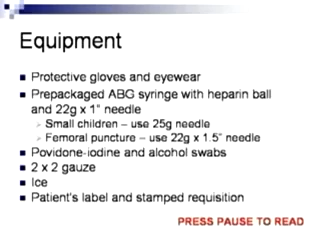 Equipment
Protective gloves and eyewear
Prepackaged ABG syringe with heparin ball
and 22g x 1" needle
Small children – use 25g needle
Femoral puncture – use 22g x 1.5" needle
Povidone-iodine and alcohol swabs
2 x 2 gauze
Ice
Patient's label and stamped requisition
PRESS PAUSE TO READ